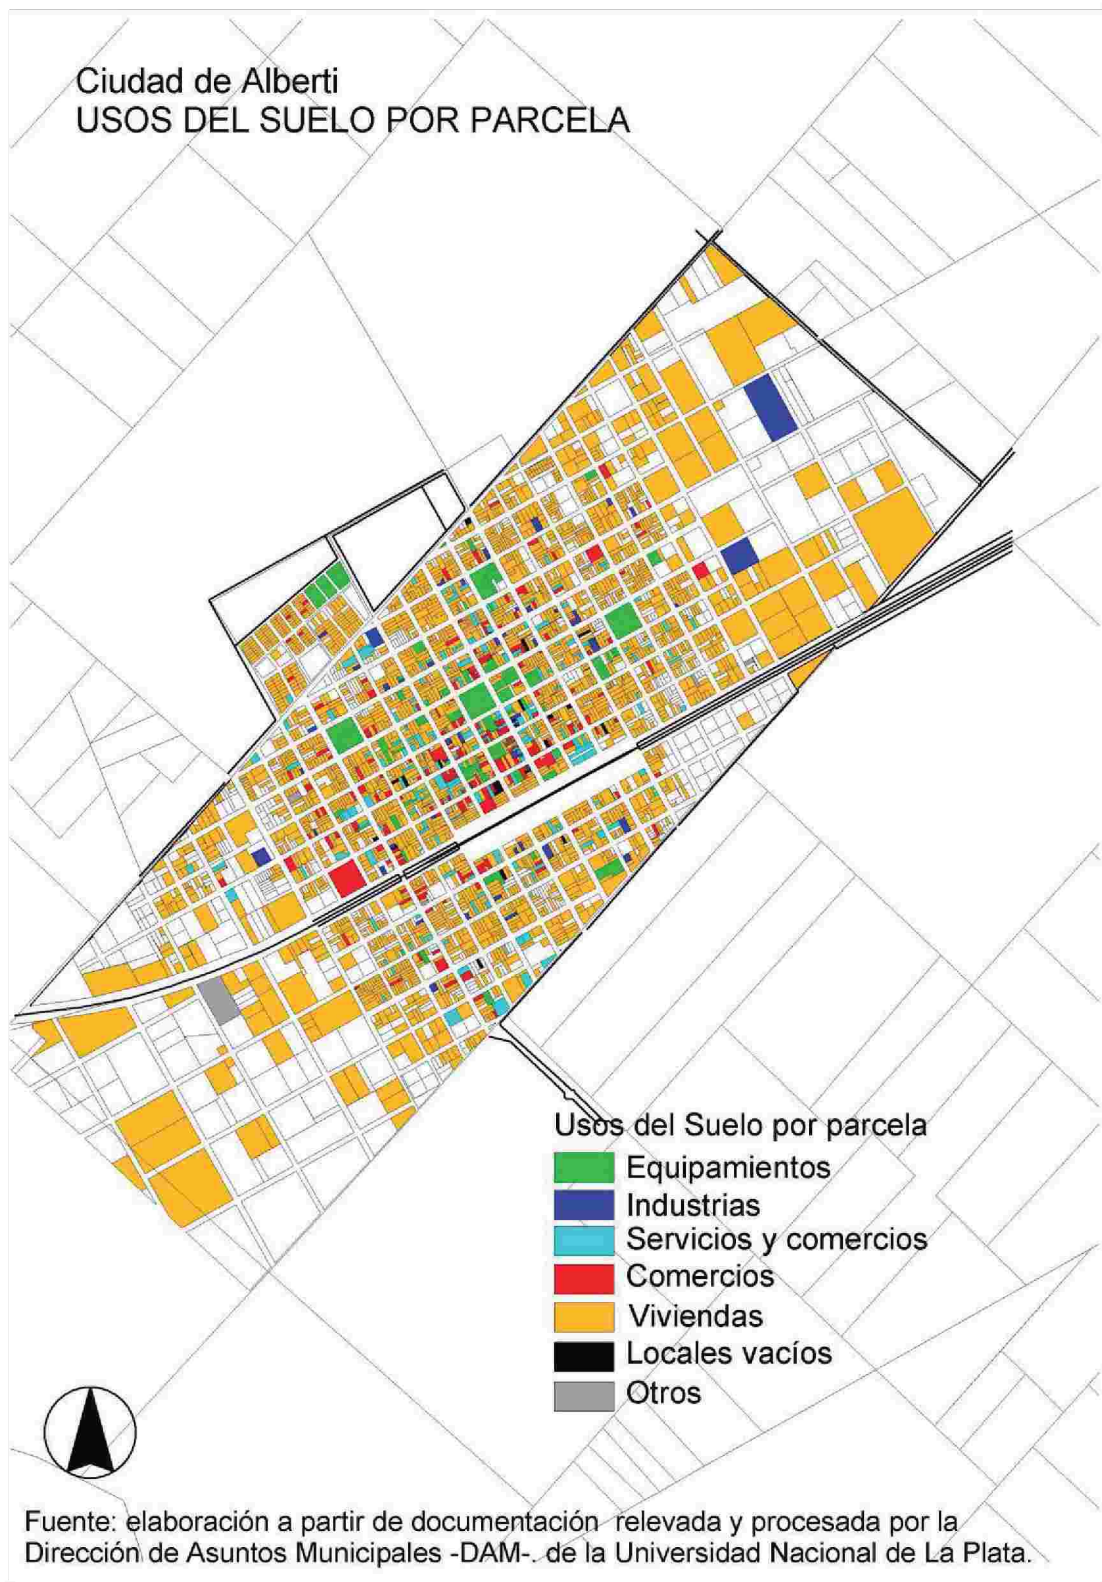 Ciudad de Alberti
USOS DEL SUELO POR PARCELA
Usos del Suelo por parcela
Equipamientos
Industrias
Servicios y comercios
Comercios
Viviendas
Locales vacíos
Otros
Fuente: elaboración a partir de documentación relevada y procesada por la
Dirección de Asuntos Municipales -DAM-. de la Universidad Nacional de La Plata.